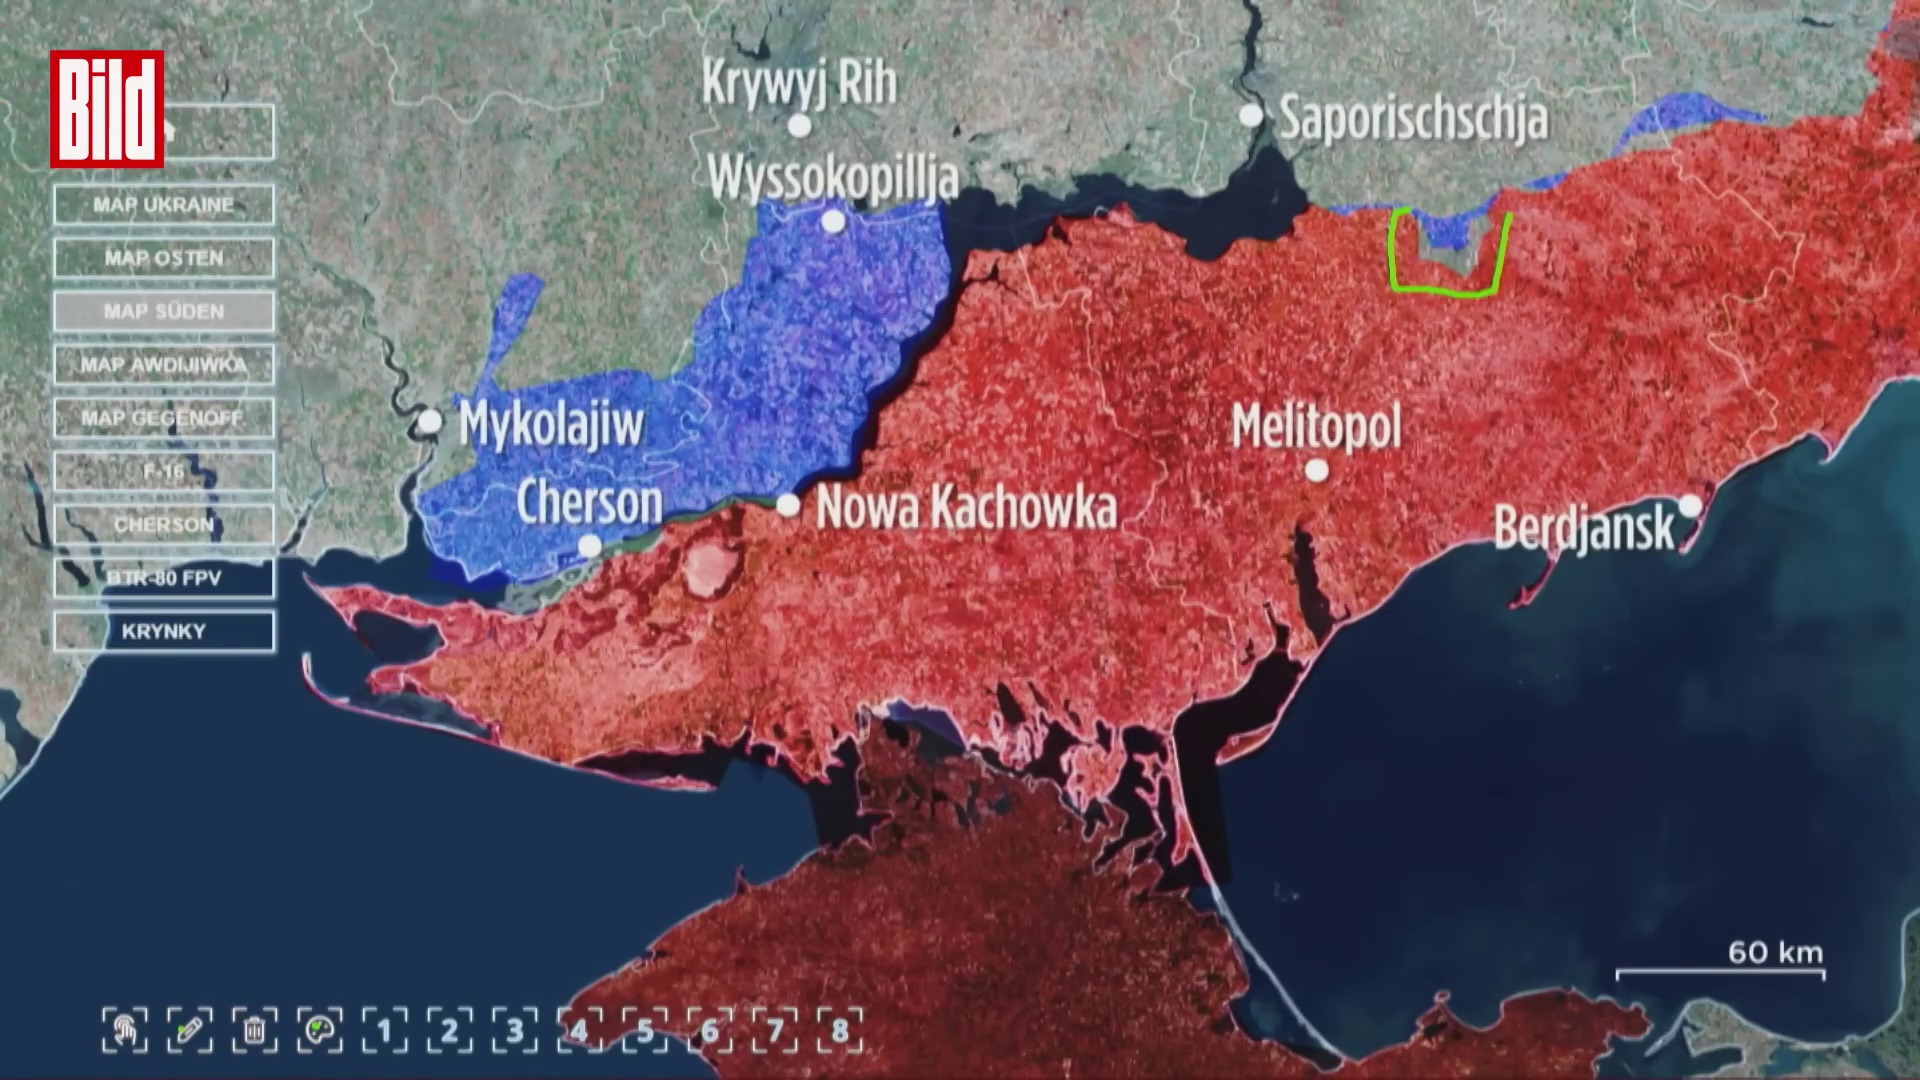 Bild
MAP UKRAINE
MAP OSTEN
MAP SÜDEN
MAP AWDIJIWKA
MAP GEGENOFF.
F-16
CHERSON
BTR-80 FPV
KRYNKY
Krywyj Rih
Saporischschja
Wyssokopillja
Mykolajiw
Melitopol
Cherson
Nowa Kachowka
Berdjansk
60 km
1 2 3 4 5 6 7 8